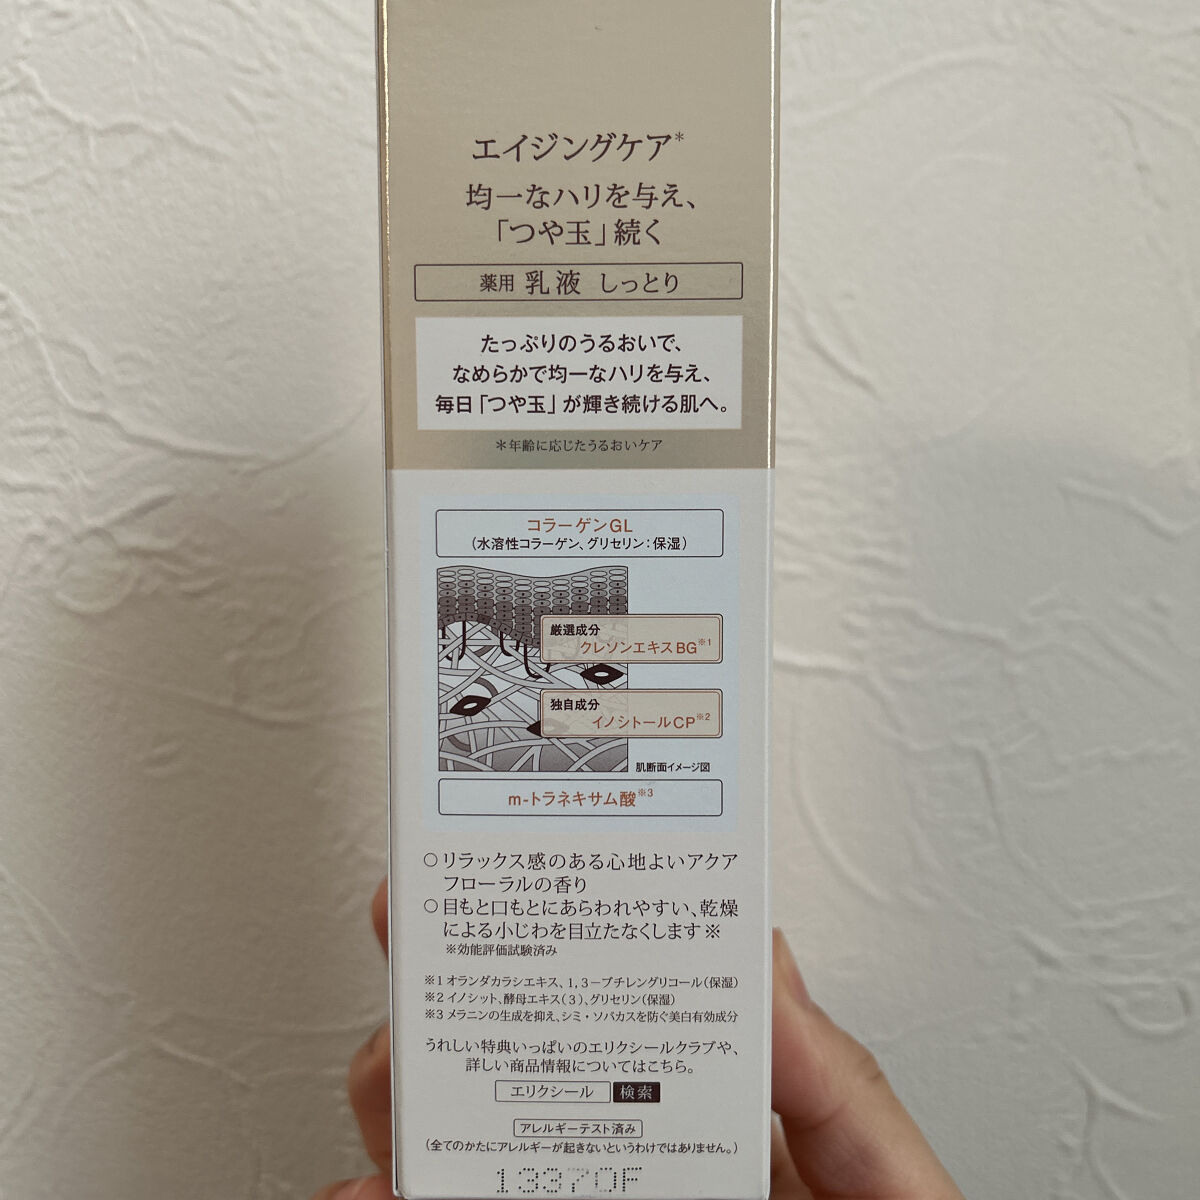 エイジングケア*
均一なハリを与え、
「つや玉」続く
薬用 乳液 しっとり
たっぷりのうるおいで、
なめらかで均一なハリを与え、
毎日「つや玉」が輝き続ける肌へ。
＊年齢に応じたうるおいケア
コラーゲンGL
（水溶性コラーゲン、グリセリン：保湿）
厳選成分
クレソンエキスBG※1
独自成分
イノシトールCP※2
肌断面イメージ図
m-トラネキサム酸※3
○リラックス感のある心地よいアクア
フローラルの香り
○目もと口もとにあらわれやすい、乾燥
による小じわを目立たなくします※
※効能評価試験済み
※1 オランダカラシエキス、1,3－ブチレングリコール（保湿）
※2 イノシット、酵母エキス（3）、グリセリン（保湿）
※3 メラニンの生成を抑え、シミ・ソバカスを防ぐ美白有効成分
うれしい特典いっぱいのエリクシールクラブや、
詳しい商品情報についてはこちら。
エリクシール 検索
アレルギーテスト済み
（全てのかたにアレルギーが起きないというわけではありません。）
13370F